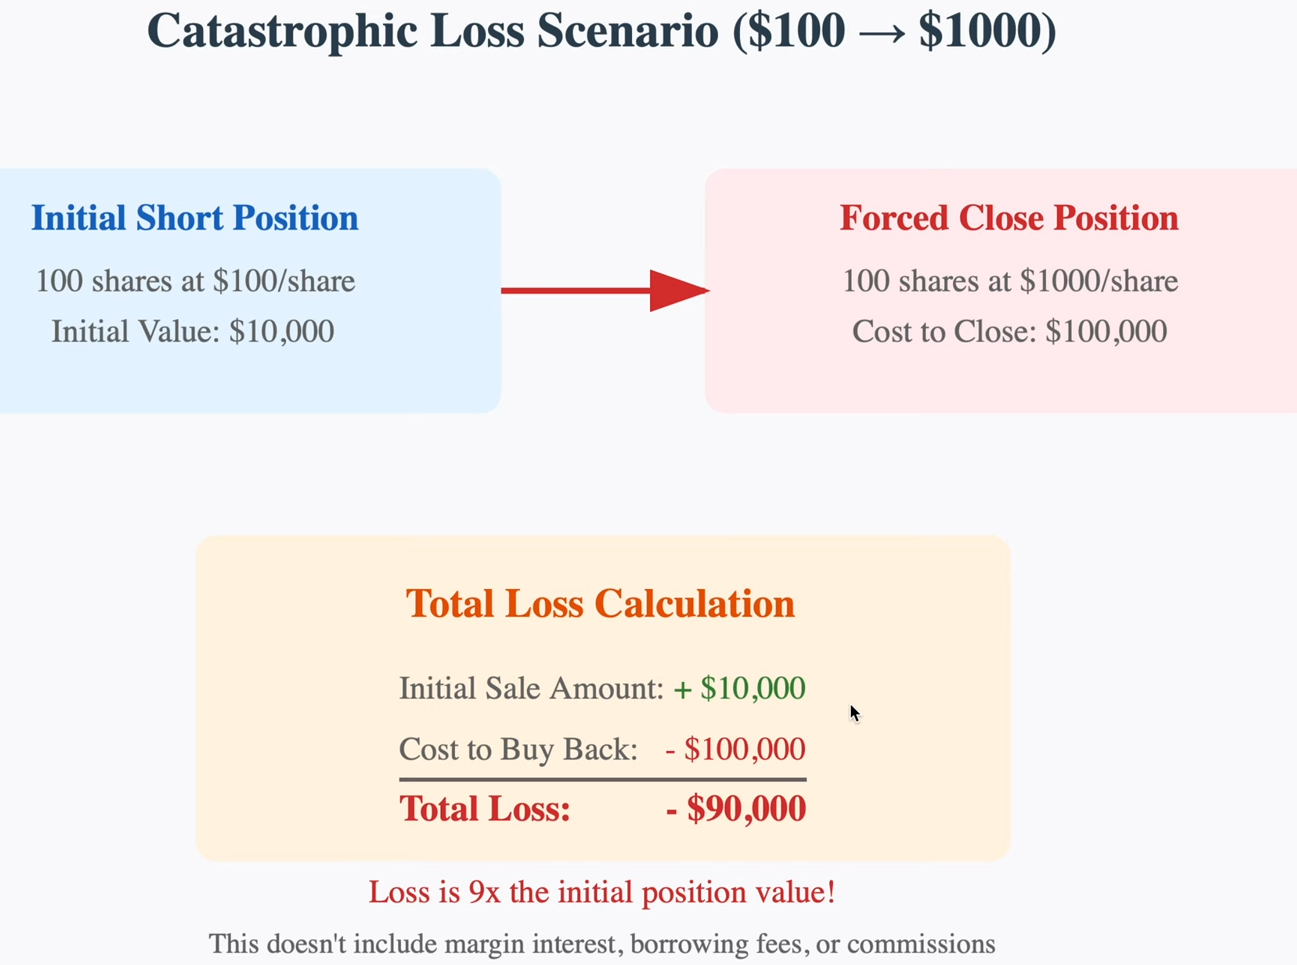 Catastrophic Loss Scenario ($100 → $1000)
Initial Short Position
100 shares at $100/share
Initial Value: $10,000
Forced Close Position
100 shares at $1000/share
Cost to Close: $100,000
Total Loss Calculation
Initial Sale Amount: + $10,000
Cost to Buy Back: - $100,000
Total Loss: - $90,000
Loss is 9x the initial position value!
This doesn't include margin interest, borrowing fees, or commissions